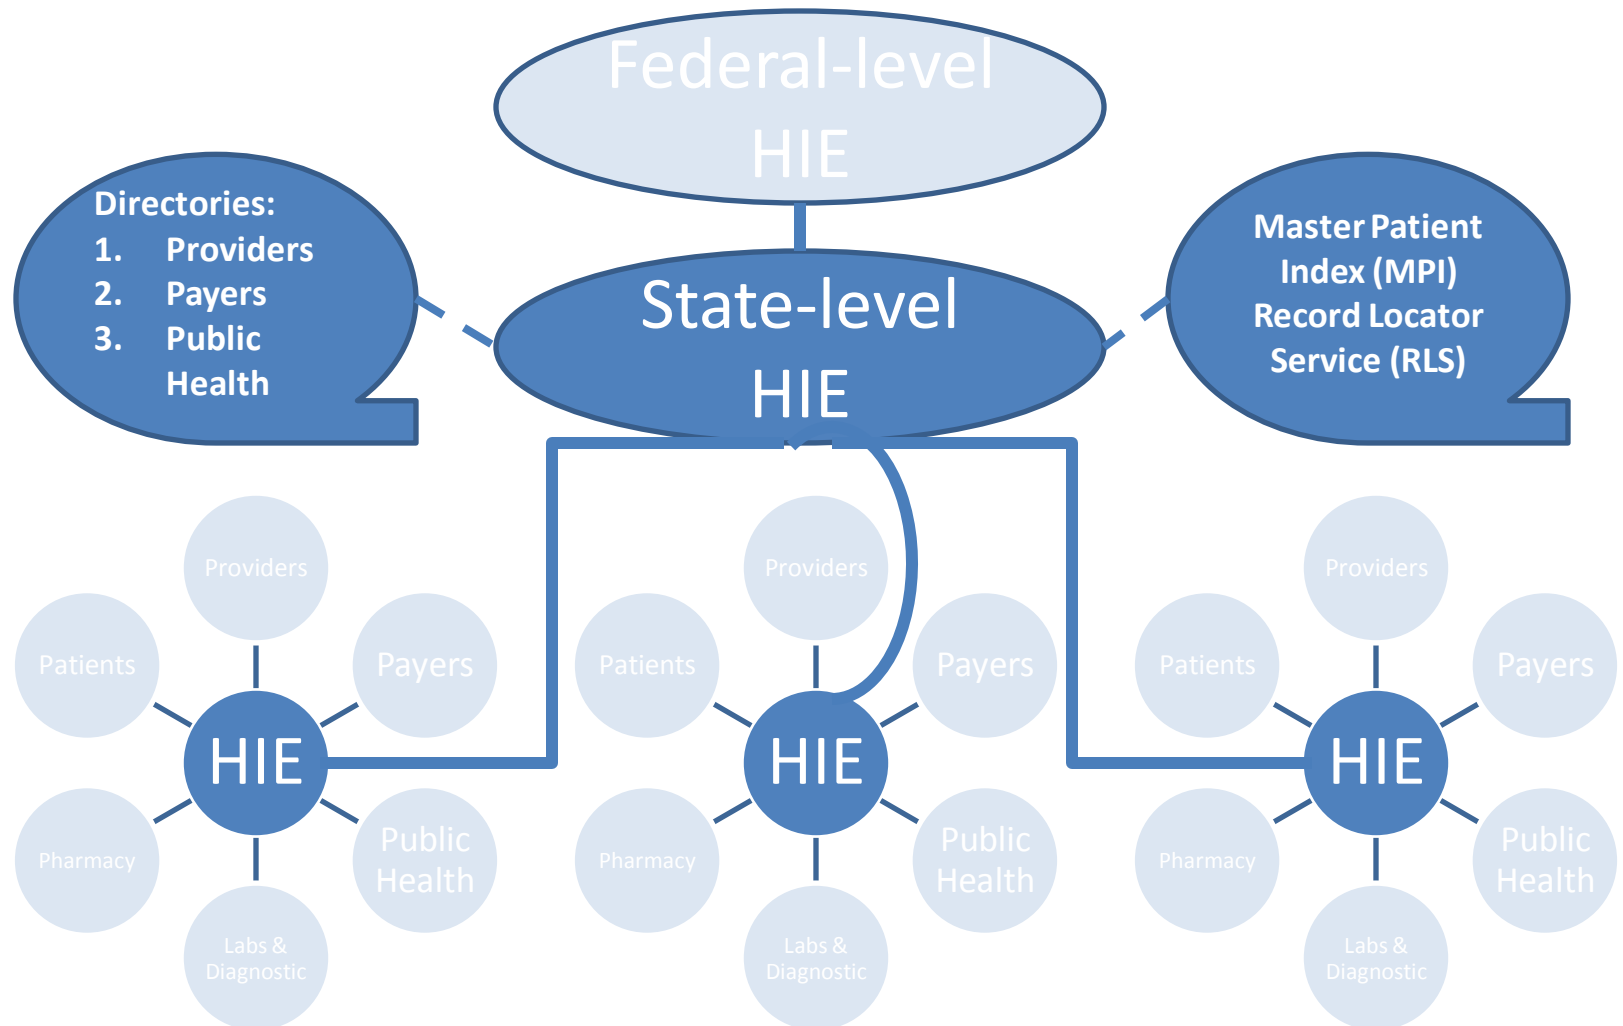 Federal-level
HIE
Directories:
1. Providers
2. Payers
3. Public
Health
State-level
HIE
Master Patient
Index (MPI)
Record Locator
Service (RLS)
Providers
Patients
Payers
HIE
Pharmacy
Public
Health
Labs &
Diagnostic
Providers
Patients
Payers
HIE
Pharmacy
Public
Health
Labs &
Diagnostic
Providers
Patients
Payers
HIE
Pharmacy
Public
Health
Labs &
Diagnostic